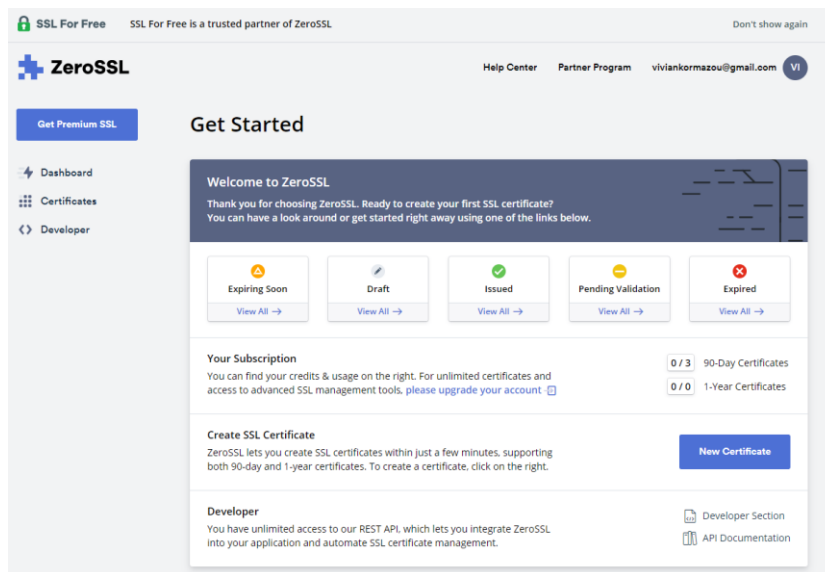 SSL For Free
SSL For Free is a trusted partner of ZeroSSL
Don't show again
ZeroSSL
Help Center
Partner Program
viviankormazou@gmail.com
VI
Get Premium SSL
Dashboard
Certificates
Developer
Get Started
Welcome to ZeroSSL
Thank you for choosing ZeroSSL. Ready to create your first SSL certificate?
You can have a look around or get started right away using one of the links below.
Expiring Soon
View All →
Draft
View All →
Issued
View All →
Pending Validation
View All →
Expired
View All →
Your Subscription
You can find your credits & usage on the right. For unlimited certificates and
access to advanced SSL management tools, please upgrade your account
0 / 3 90-Day Certificates
0 / 0 1-Year Certificates
Create SSL Certificate
ZeroSSL lets you create SSL certificates within just a few minutes, supporting
both 90-day and 1-year certificates. To create a certificate, click on the right.
New Certificate
Developer
You have unlimited access to our REST API, which lets you integrate ZeroSSL
into your application and automate SSL certificate management.
Developer Section
API Documentation